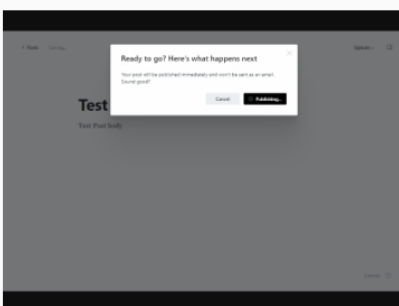 Ready to go? Here's what happens next
Your post will be published immediately and won't be sent as an email.
Sound good?
Cancel
Publishing...
Update
Test
Test Post body